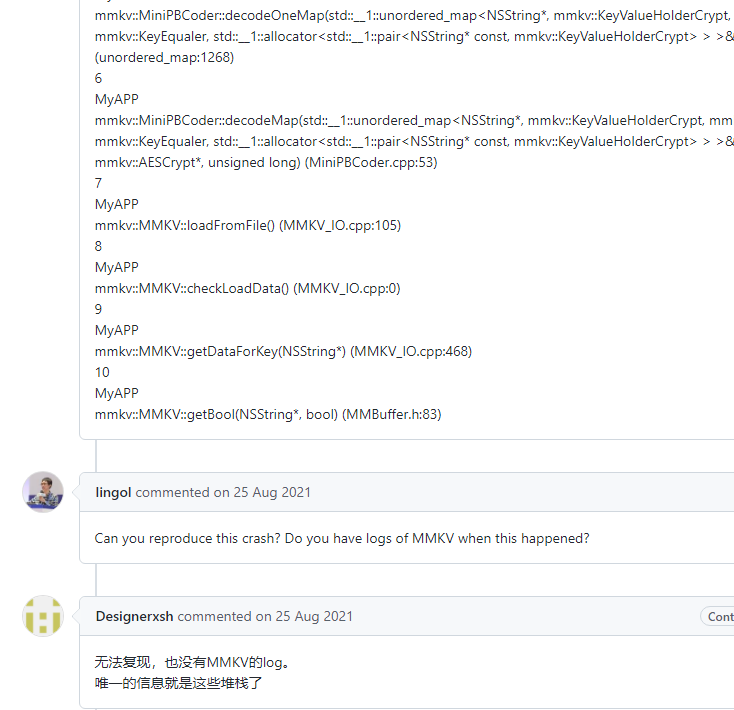 mmkv::MiniPBCoder::decodeOneMap(std::__1::unordered_map<NSString*, mmkv::KeyValueHolderCrypt,
mmkv::KeyEqualer, std::__1::allocator<std::__1::pair<NSString* const, mmkv::KeyValueHolderCrypt> > >&
(unordered_map:1268)
6
MyAPP
mmkv::MiniPBCoder::decodeMap(std::__1::unordered_map<NSString*, mmkv::KeyValueHolderCrypt, mm
mmkv::KeyEqualer, std::__1::allocator<std::__1::pair<NSString* const, mmkv::KeyValueHolderCrypt> > >&
mmkv::AESCrypt*, unsigned long) (MiniPBCoder.cpp:53)
7
MyAPP
mmkv::MMKV::loadFromFile() (MMKV_IO.cpp:105)
8
MyAPP
mmkv::MMKV::checkLoadData() (MMKV_IO.cpp:0)
9
MyAPP
mmkv::MMKV::getDataForKey(NSString*) (MMKV_IO.cpp:468)
10
MyAPP
mmkv::MMKV::getBool(NSString*, bool) (MMBuffer.h:83)
lingol commented on 25 Aug 2021
Can you reproduce this crash? Do you have logs of MMKV when this happened?
Designerxsh commented on 25 Aug 2021
Cont
无法复现，也没有MMKV的log。
唯一的信息就是这些堆栈了